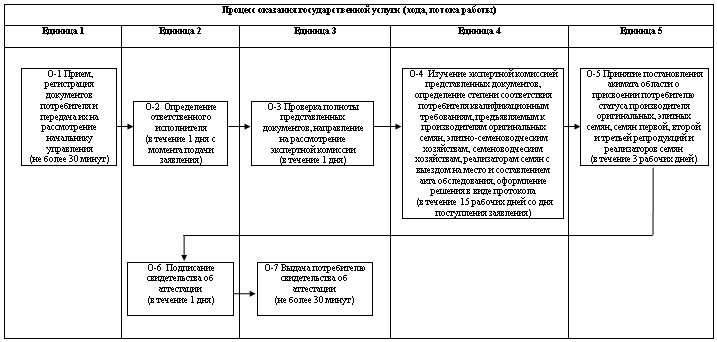 Процесс оказания государственной услуги (хода, потока работы)
Единица 1
Единица 2
Единица 3
Единица 4
Единица 5
О-1 Прием,
регистрация
документов
потребителя и
передача их на
рассмотрение
начальнику
управления
(не более 30 минут)
О-2 Определение
ответственного
исполнителя
(в течение 1 дня с
момента подачи
заявления)
О-3 Проверка полноты
представленных
документов, направление
на рассмотрение
экспертной комиссии
(в течение 1 дня)
О-4 Изучение экспертной комиссией
представленных документов,
определение степени соответствия
потребителя квалификационным
требованиям, предъявляемым к
производителям оригинальных
семян, элитно-семеноводческим
хозяйствам, семеноводческим
хозяйствам, реализаторам семян с
выездом на место и составлением
акта обследования, оформление
решения в виде протокола
(в течение 15 рабочих дней со дня
поступления заявления)
О-5 Принятие постановления
акимата области о
присвоении потребителю
статуса производителя
оригинальных, элитных
семян, семян первой, второй
и третьей репродукций и
реализаторов семян
(в течение 3 рабочих дней)
О-6 Подписание
свидетельства об
аттестации
(в течение 1 дня)
О-7 Выдача потребителю
свидетельства об
аттестации
(не более 30 минут)